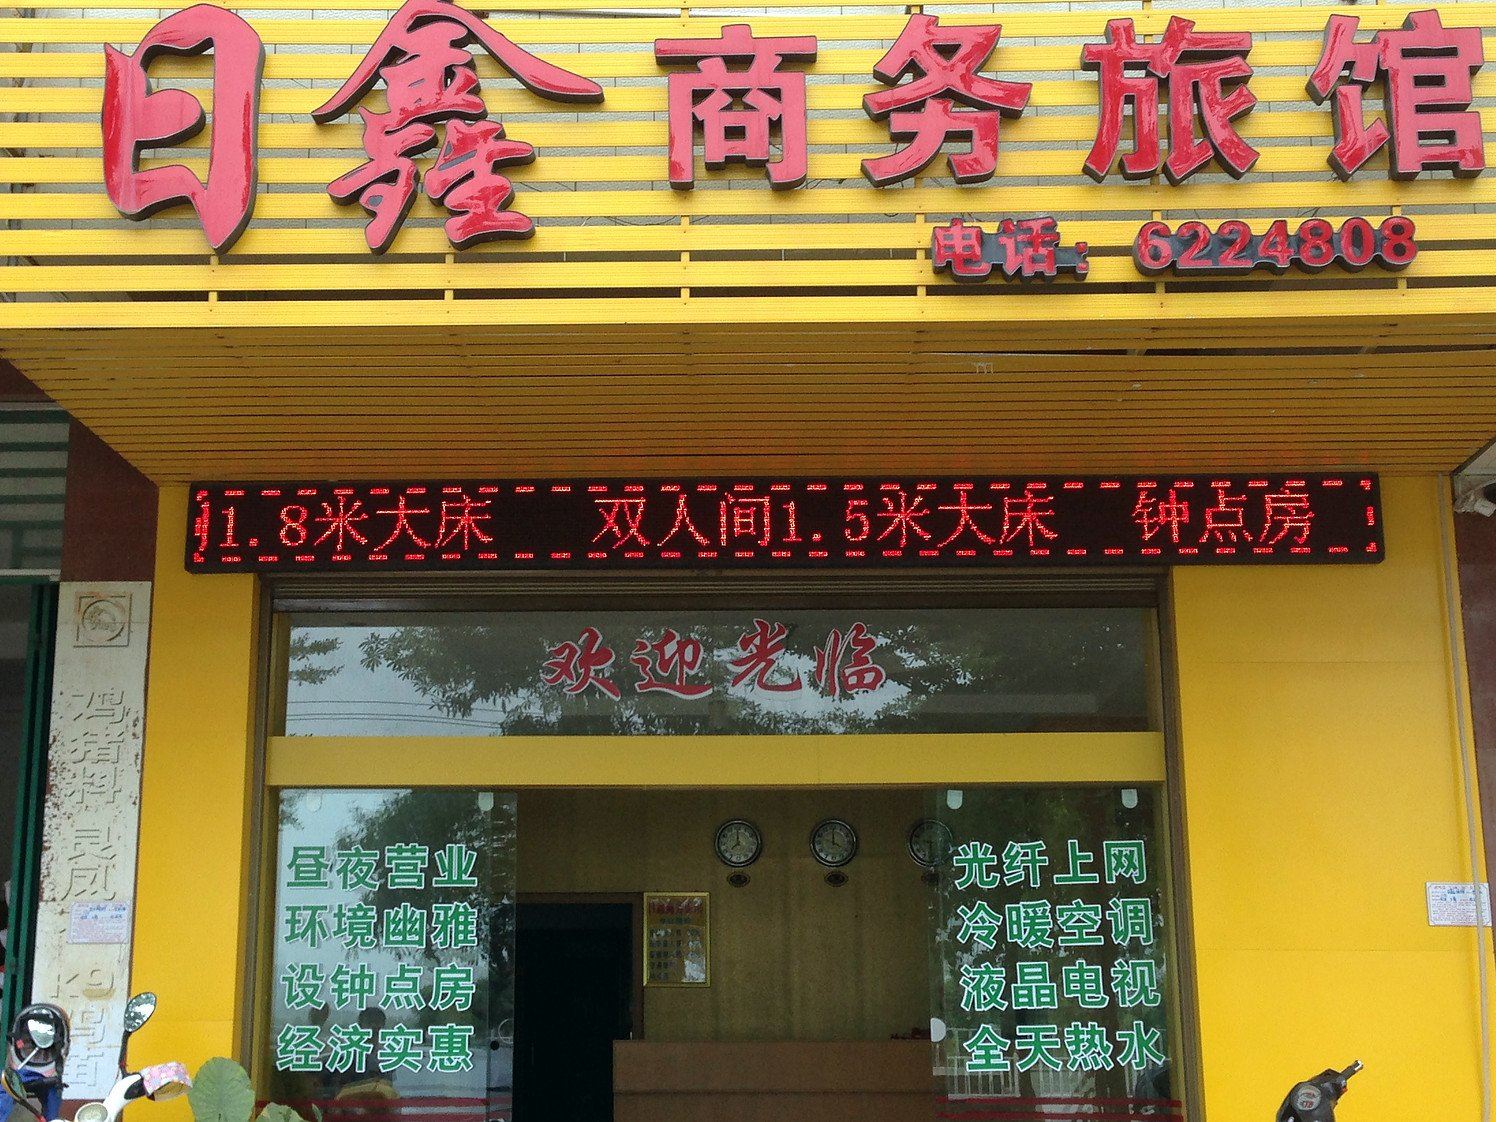 日鑫商务旅馆
电话：6224808
1.8米大床 双人间1.5米大床 钟点房
欢迎光临
昼夜营业
环境幽雅
设钟点房
经济实惠
光纤上网
冷暖空调
液晶电视
全天热水
鸡猪料